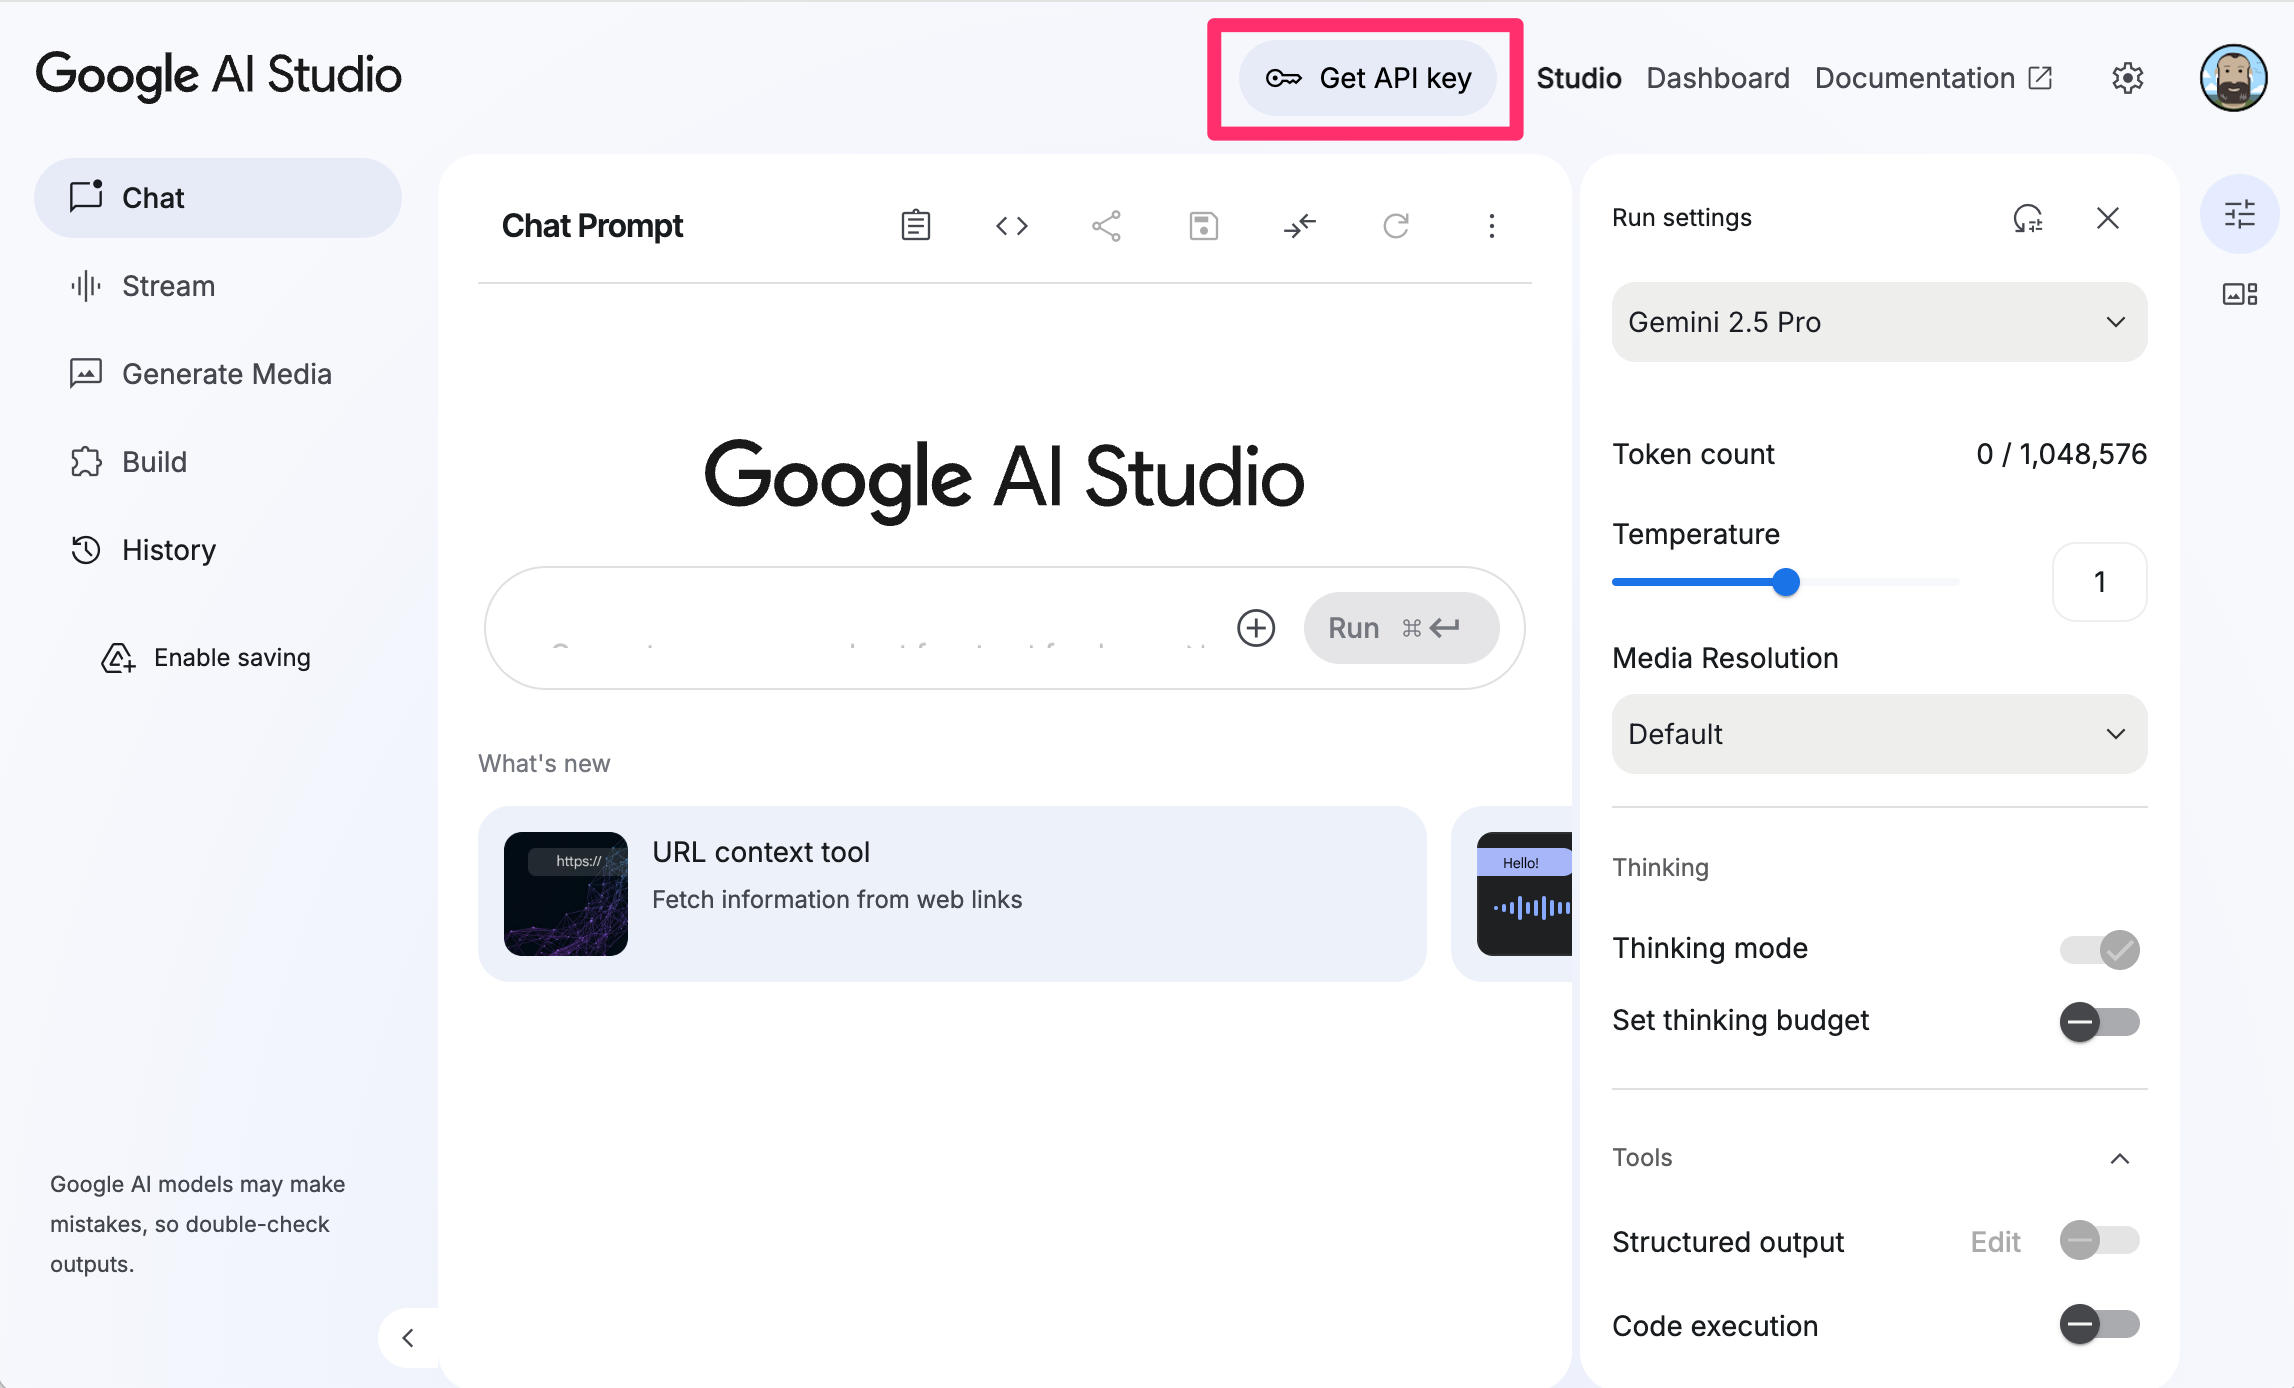 Google AI Studio
Get API key
Studio
Dashboard
Documentation
Chat
Stream
Generate Media
Build
History
Enable saving
Google AI models may make
mistakes, so double-check
outputs.
Chat Prompt
Google AI Studio
Run ⌘
What's new
https://
URL context tool
Fetch information from web links
Hello!
Run settings
Gemini 2.5 Pro
Token count 0 / 1,048,576
Temperature
1
Media Resolution
Default
Thinking
Thinking mode
Set thinking budget
Tools
Structured output Edit
Code execution